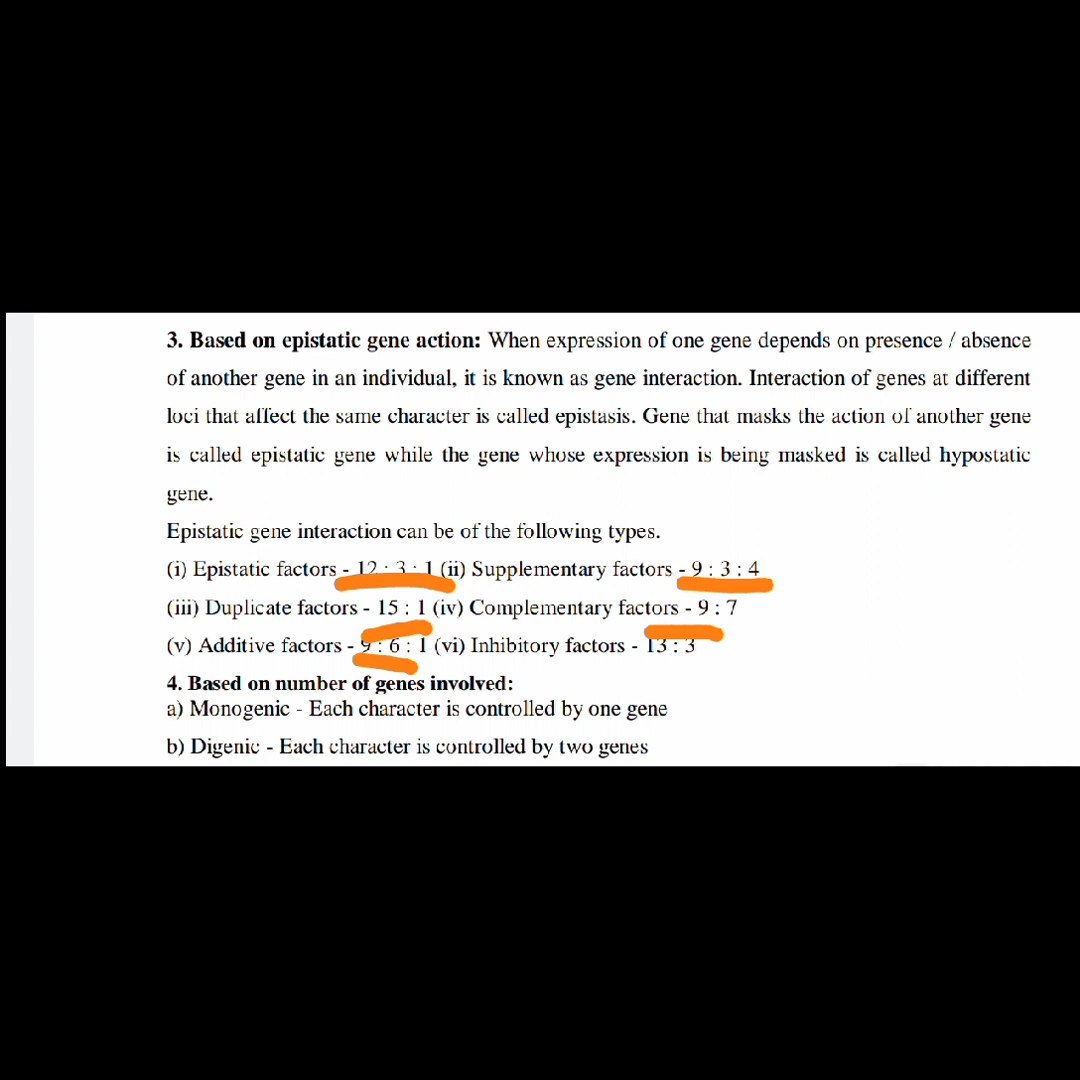 3. Based on epistatic gene action: When expression of one gene depends on presence / absence
of another gene in an individual, it is known as gene interaction. Interaction of genes at different
loci that affect the same character is called epistasis. Gene that masks the action of another gene
is called epistatic gene while the gene whose expression is being masked is called hypostatic
gene.
Epistatic gene interaction can be of the following types.
(i) Epistatic factors - 12 : 3 : 1 (ii) Supplementary factors - 9 : 3 : 4
(iii) Duplicate factors - 15 : 1 (iv) Complementary factors - 9 : 7
(v) Additive factors - 9 : 6 : 1 (vi) Inhibitory factors - 13 : 3
4. Based on number of genes involved:
a) Monogenic - Each character is controlled by one gene
b) Digenic - Each character is controlled by two genes